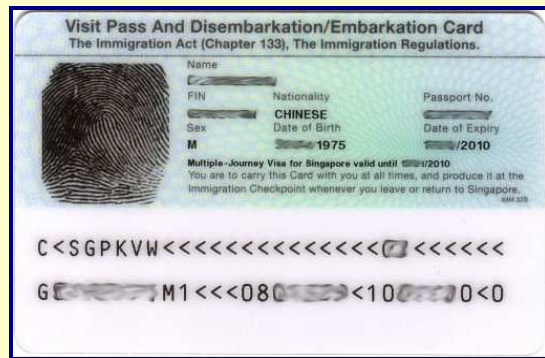 Visit Pass And Disembarkation/Embarkation Card
The Immigration Act (Chapter 133), The Immigration Regulations.
Name
FIN Nationality Passport No.
CHINESE
Sex Date of Birth Date of Expiry
M /1975 /2010
Multiple-Journey Visa for Singapore valid until /2010
You are to carry this Card with you at all times, and produce it at the
Immigration Checkpoint whenever you leave or return to Singapore.
C<SGPKVW<<<<<<<<<<<<<< <<<<<<
G M1<<<08 <10 0<0